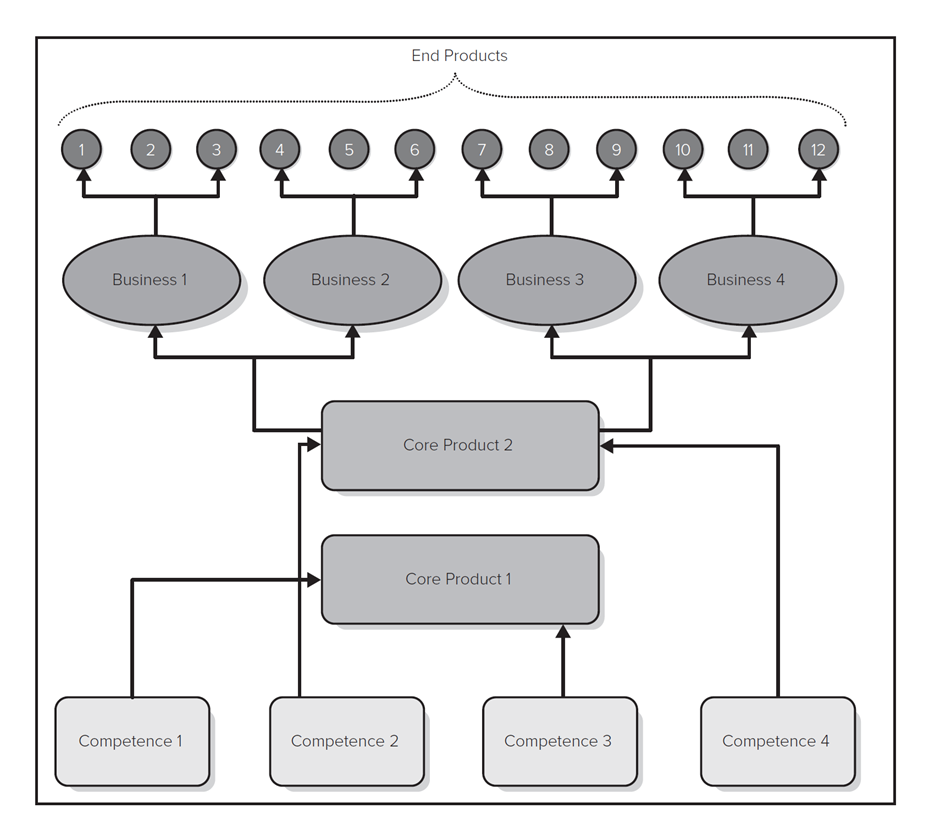 End Products
1 2 3 4 5 6 7 8 9 10 11 12
Business 1 Business 2 Business 3 Business 4
Core Product 2
Core Product 1
Competence 1 Competence 2 Competence 3 Competence 4